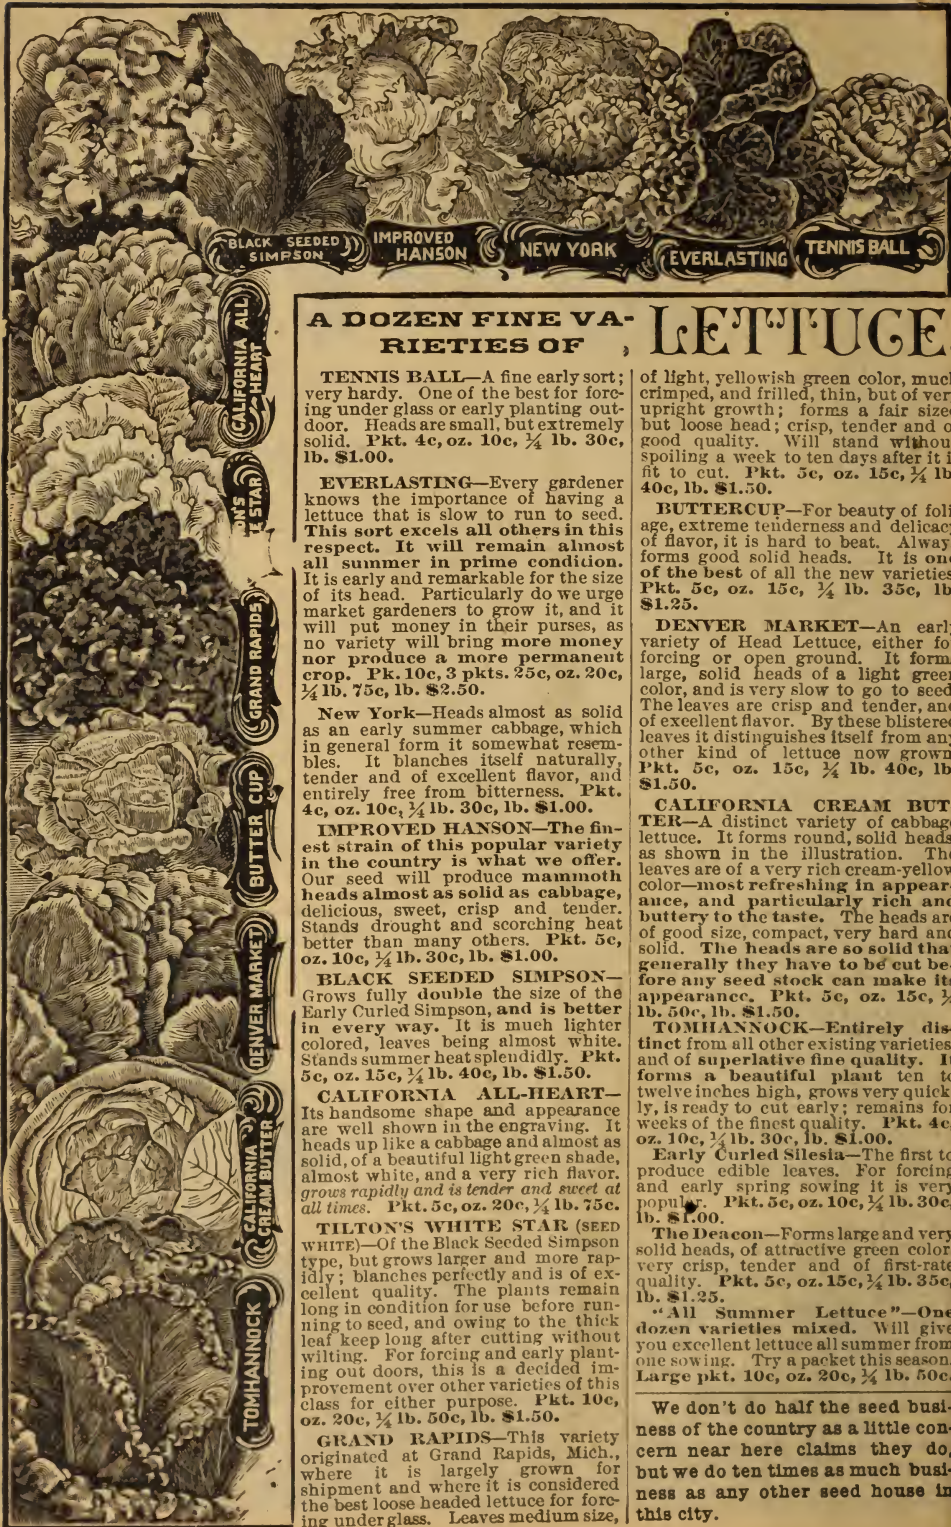 BLACK SEEDED
SIMPSON
IMPROVED
HANSON
NEW YORK
EVERLASTING
TENNIS BALL
CALIFORNIA ALL
HEART
ON'S
E STAR
GRAND RAPIDS
BUTTER CUP
DENVER MARKET
CALIFORNIA
CREAM BUTTER
TOMHANNOCK
A DOZEN FINE VA-
RIETIES OF
LETTUCE
TENNIS BALL—A fine early sort;
very hardy. One of the best for forc-
ing under glass or early planting out-
door. Heads are small, but extremely
solid. Pkt. 4c, oz. 10c, ¼ lb. 30c,
lb. $1.00.
EVERLASTING—Every gardener
knows the importance of having a
lettuce that is slow to run to seed.
This sort excels all others in this
respect. It will remain almost
all summer in prime condition.
It is early and remarkable for the size
of its head. Particularly do we urge
market gardeners to grow it, and it
will put money in their purses, as
no variety will bring more money
nor produce a more permanent
crop. Pk. 10c, 3 pkts. 25c, oz. 20c,
¼ lb. 75c, lb. $2.50.
New York—Heads almost as solid
as an early summer cabbage, which
in general form it somewhat resem-
bles. It blanches itself naturally,
tender and of excellent flavor, and
entirely free from bitterness. Pkt.
4c, oz. 10c, ¼ lb. 30c, lb. $1.00.
IMPROVED HANSON—The fin-
est strain of this popular variety
in the country is what we offer.
Our seed will produce mammoth
heads almost as solid as cabbage,
delicious, sweet, crisp and tender.
Stands drought and scorching heat
better than many others. Pkt. 5c,
oz. 10c, ¼ lb. 30c, lb. $1.00.
BLACK SEEDED SIMPSON—
Grows fully double the size of the
Early Curled Simpson, and is better
in every way. It is much lighter
colored, leaves being almost white.
Stands summer heat splendidly. Pkt.
5c, oz. 15c, ¼ lb. 40c, lb. $1.50.
CALIFORNIA ALL-HEART—
Its handsome shape and appearance
are well shown in the engraving. It
heads up like a cabbage and almost as
solid, of a beautiful light green shade,
almost white, and a very rich flavor.
grows rapidly and is tender and sweet at
all times. Pkt. 5c, oz. 20c, ¼ lb. 75c.
TILTON'S WHITE STAR (SEED
WHITE)—Of the Black Seeded Simpson
type, but grows larger and more rap-
idly; blanches perfectly and is of ex-
cellent quality. The plants remain
long in condition for use before run-
ning to seed, and owing to the thick
leaf keep long after cutting without
wilting. For forcing and early plant-
ing out doors, this is a decided im-
provement over other varieties of this
class for either purpose. Pkt. 10c,
oz. 20c, ¼ lb. 50c, lb. $1.50.
GRAND RAPIDS—This variety
originated at Grand Rapids, Mich.,
where it is largely grown for
shipment and where it is considered
the best loose headed lettuce for forc-
ing under glass. Leaves medium size,
of light, yellowish green color, much
crimped, and frilled, thin, but of very
upright growth; forms a fair size
but loose head; crisp, tender and o
good quality. Will stand without
spoiling a week to ten days after it i
fit to cut. Pkt. 5c, oz. 15c, ¼ lb
40c, lb. $1.50.
BUTTERCUP—For beauty of foli
age, extreme tenderness and delicacy
of flavor, it is hard to beat. Alway
forms good solid heads. It is one
of the best of all the new varieties
Pkt. 5c, oz. 15c, ¼ lb. 35c, lb
$1.25.
DENVER MARKET—An early
variety of Head Lettuce, either fo
forcing or open ground. It form
large, solid heads of a light green
color, and is very slow to go to seed
The leaves are crisp and tender, and
of excellent flavor. By these blistered
leaves it distinguishes itself from any
other kind of lettuce now grown
Pkt. 5c, oz. 15c, ¼ lb. 40c, lb
$1.50.
CALIFORNIA CREAM BUT
TER—A distinct variety of cabbage
lettuce. It forms round, solid heads
as shown in the illustration. The
leaves are of a very rich cream-yellow
color—most refreshing in appear
ance, and particularly rich and
buttery to the taste. The heads are
of good size, compact, very hard and
solid. The heads are so solid that
generally they have to be cut be-
fore any seed stock can make its
appearance. Pkt. 5c, oz. 15c, ¼
lb. 50c, lb. $1.50.
TOMHANNOCK—Entirely dis-
tinct from all other existing varieties
and of superlative fine quality. It
forms a beautiful plant ten to
twelve inches high, grows very quick
ly, is ready to cut early; remains for
weeks of the finest quality. Pkt. 4c
oz. 10c, ¼ lb. 30c, lb. $1.00.
Early Curled Silesia—The first to
produce edible leaves. For forcing
and early spring sowing it is very
popular. Pkt. 5c, oz. 10c, ¼ lb. 30c,
lb. $1.00.
The Deacon—Forms large and very
solid heads, of attractive green color
very crisp, tender and of first-rate
quality. Pkt. 5c, oz. 15c, ¼ lb. 35c,
lb. $1.25.
"All Summer Lettuce"—One
dozen varieties mixed. Will give
you excellent lettuce all summer from
one sowing. Try a packet this season.
Large pkt. 10c, oz. 20c, ¼ lb. 50c.
We don't do half the seed busi-
ness of the country as a little con-
cern near here claims they do,
but we do ten times as much busi-
ness as any other seed house in
this city.